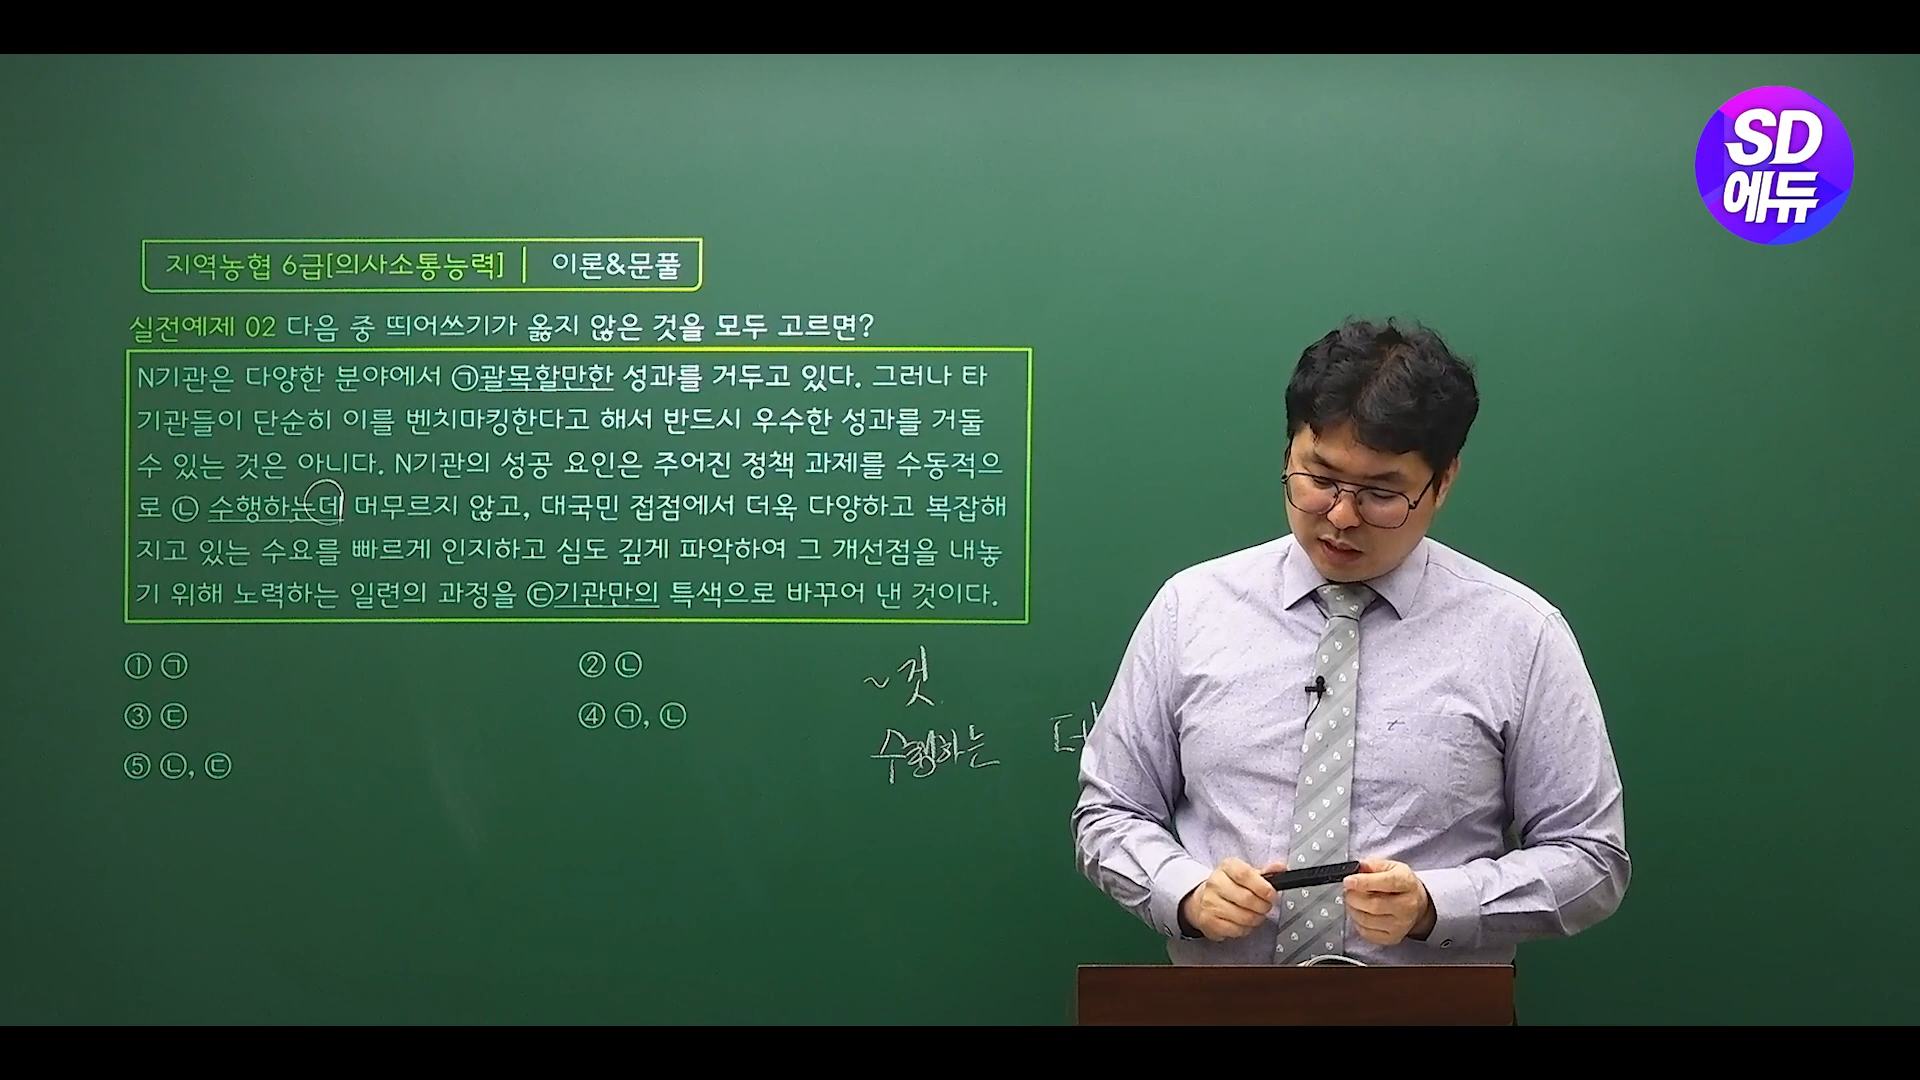 SD
에듀
지역농협 6급[의사소통능력] | 이론&문풀
실전예제 02 다음 중 띄어쓰기가 옳지 않은 것을 모두 고르면?
N기관은 다양한 분야에서 ㉠괄목할만한 성과를 거두고 있다. 그러나 타
기관들이 단순히 이를 벤치마킹한다고 해서 반드시 우수한 성과를 거둘
수 있는 것은 아니다. N기관의 성공 요인은 주어진 정책 과제를 수동적으
로 ㉡ 수행하는데 머무르지 않고, 대국민 접점에서 더욱 다양하고 복잡해
지고 있는 수요를 빠르게 인지하고 심도 깊게 파악하여 그 개선점을 내놓
기 위해 노력하는 일련의 과정을 ㉢기관만의 특색으로 바꾸어 낸 것이다.
① ㉠
② ㉡
③ ㉢
④ ㉠, ㉡
⑤ ㉡, ㉢
~것
수행하는 데